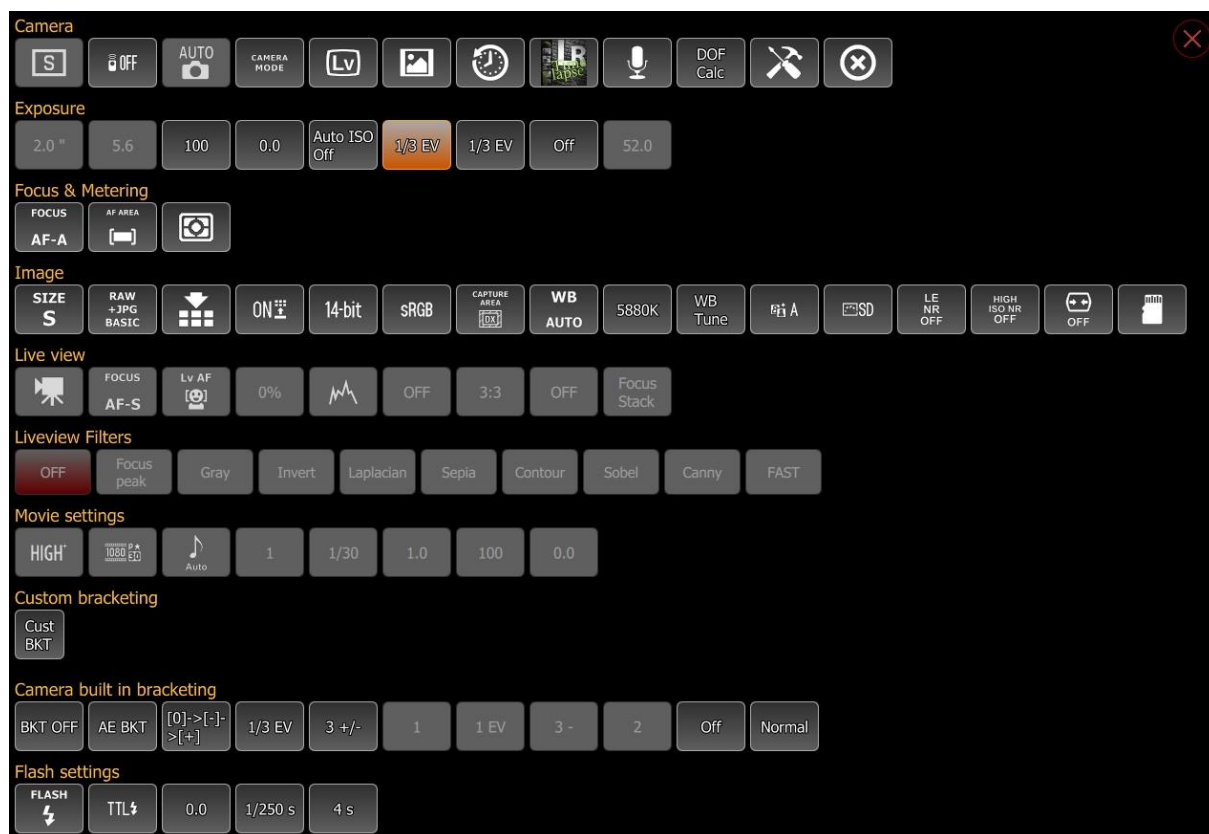 Camera
S
OFF
AUTO
CAMERA
MODE
Lv
LR
Time
lapse
DOF
Calc
Exposure
2.0 "
5.6
100
0.0
Auto ISO
Off
1/3 EV
1/3 EV
Off
52.0
Focus & Metering
FOCUS
AF-A
AF AREA
Image
SIZE
S
RAW
+JPG
BASIC
ON
14-bit
sRGB
CAPTURE
AREA
DX
WB
AUTO
5880K
WB
Tune
A
SD
LE
NR
OFF
HIGH
ISO NR
OFF
OFF
Live view
FOCUS
AF-S
Lv AF
0%
OFF
3:3
OFF
Focus
Stack
Liveview Filters
OFF
Focus
peak
Gray
Invert
Laplacian
Sepia
Contour
Sobel
Canny
FAST
Movie settings
HIGH*
1080 P★
30
Auto
1
1/30
1.0
100
0.0
Custom bracketing
Cust
BKT
Camera built in bracketing
BKT OFF
AE BKT
[0]->[-]-
>[+]
1/3 EV
3 +/-
1
1 EV
3 -
2
Off
Normal
Flash settings
FLASH
TTL
0.0
1/250 s
4 s